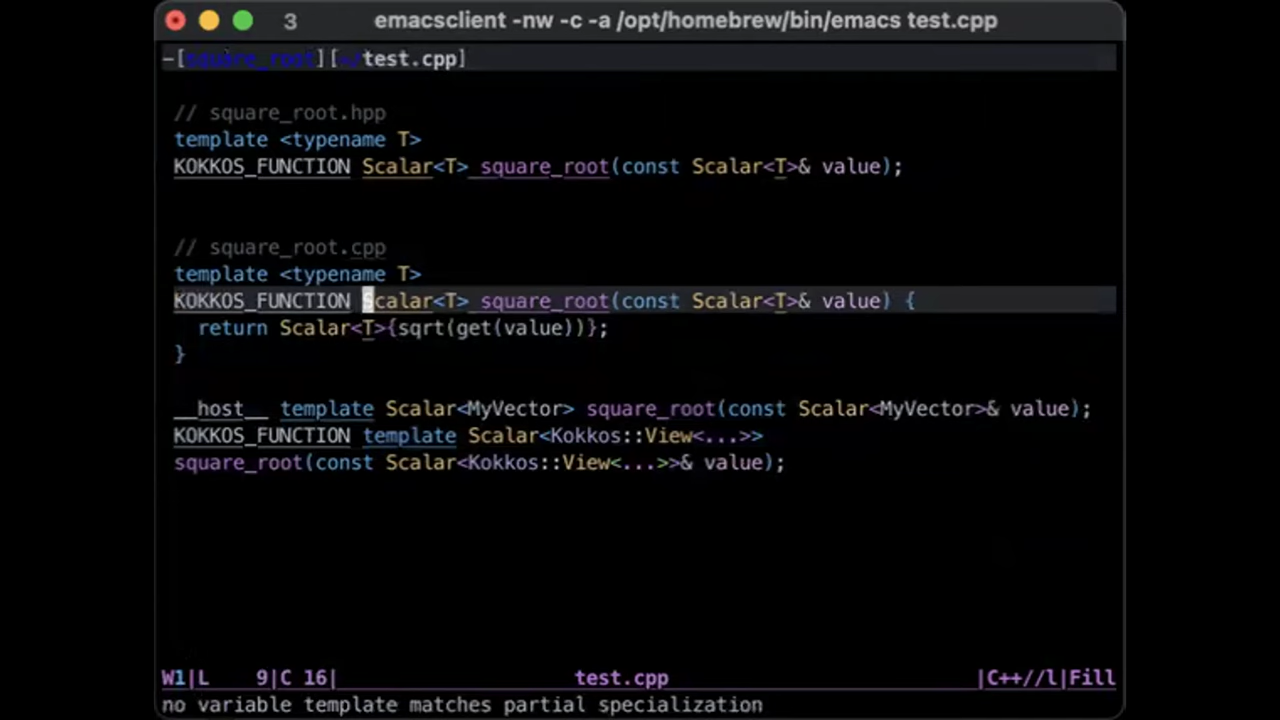 3 emacsclient -nw -c -a /opt/homebrew/bin/emacs test.cpp
-[square_root][~/test.cpp]
// square_root.hpp
template <typename T>
KOKKOS_FUNCTION Scalar<T> square_root(const Scalar<T>& value);
// square_root.cpp
template <typename T>
KOKKOS_FUNCTION Scalar<T> square_root(const Scalar<T>& value) {
return Scalar<T>{sqrt(get(value))};
}
__host__ template Scalar<MyVector> square_root(const Scalar<MyVector>& value);
KOKKOS_FUNCTION template Scalar<Kokkos::View<...>>
square_root(const Scalar<Kokkos::View<...>>& value);
W1|L 9|C 16| test.cpp |C++//l|Fill
no variable template matches partial specialization